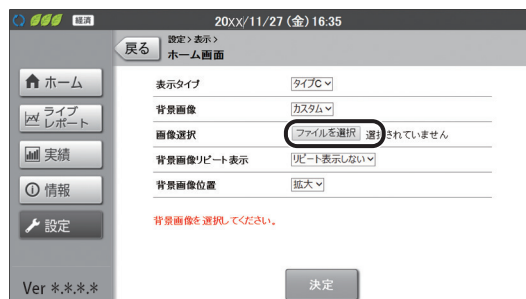 経済
20XX/11/27 (金) 16:35
戻る
設定 > 表示 >
ホーム画面
ホーム
ライブ
レポート
実績
情報
設定
Ver *.*.*.*
表示タイプ タイプC
背景画像 カスタム
画像選択 ファイルを選択 選択されていません
背景画像リピート表示 リピート表示しない
背景画像位置 拡大
背景画像を選択してください。
決定